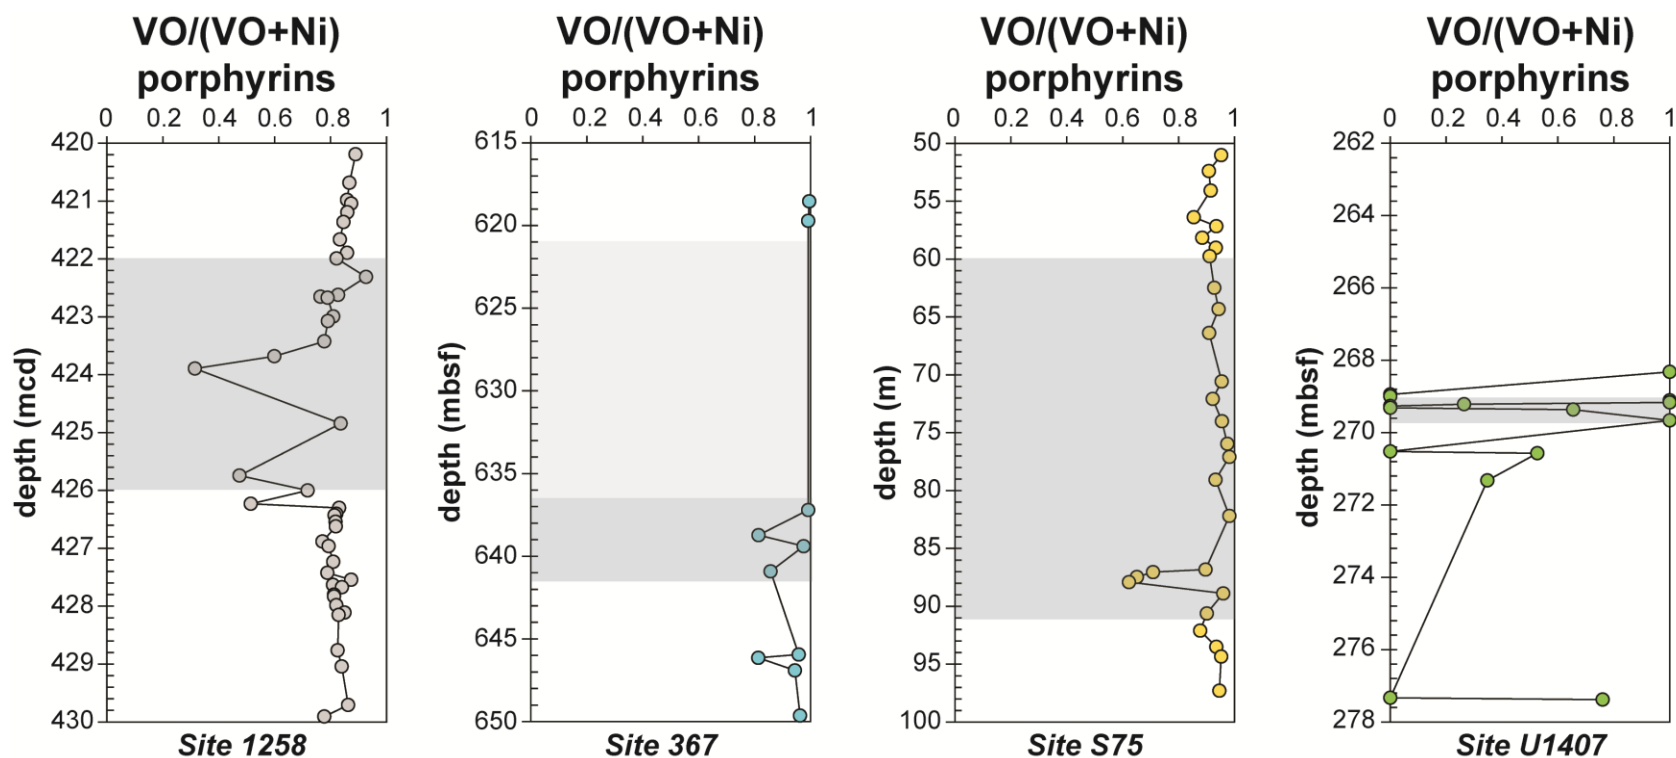 VO/(VO+Ni)
porphyrins
0 0.2 0.4 0.6 0.8 1
420
421
422
423
424
425
426
427
428
429
430
depth (mcd)
Site 1258
VO/(VO+Ni)
porphyrins
0 0.2 0.4 0.6 0.8 1
615
620
625
630
635
640
645
650
depth (mbsf)
Site 367
VO/(VO+Ni)
porphyrins
0 0.2 0.4 0.6 0.8 1
50
55
60
65
70
75
80
85
90
95
100
depth (m)
Site S75
VO/(VO+Ni)
porphyrins
0 0.2 0.4 0.6 0.8 1
262
264
266
268
270
272
274
276
278
depth (mbsf)
Site U1407